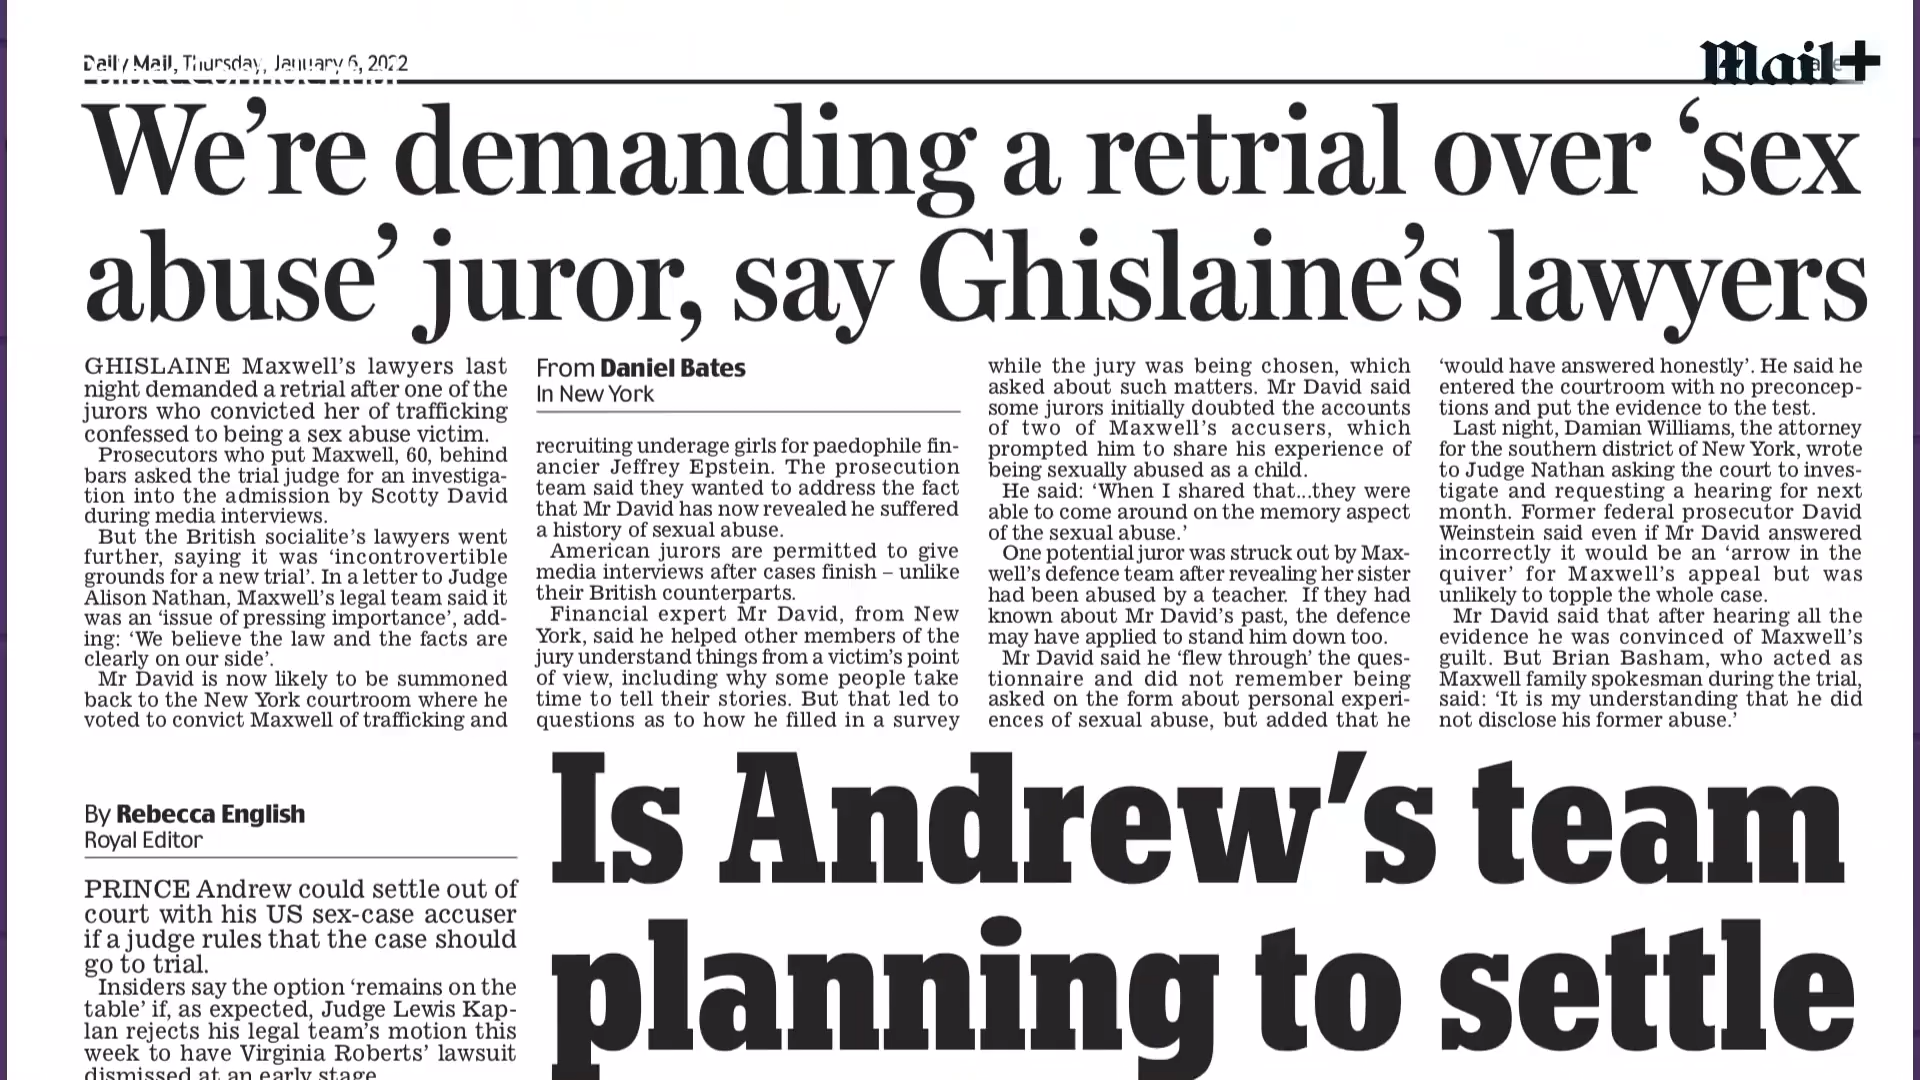 Daily Mail, Thursday, January 6, 2022
Mail+
We’re demanding a retrial over ‘sex
abuse’ juror, say Ghislaine’s lawyers
GHISLAINE Maxwell’s lawyers last
night demanded a retrial after one of the
jurors who convicted her of trafficking
confessed to being a sex abuse victim.
Prosecutors who put Maxwell, 60, behind
bars asked the trial judge for an investiga-
tion into the admission by Scotty David
during media interviews.
But the British socialite’s lawyers went
further, saying it was ‘incontrovertible
grounds for a new trial’. In a letter to Judge
Alison Nathan, Maxwell’s legal team said it
was an ‘issue of pressing importance’, add-
ing: ‘We believe the law and the facts are
clearly on our side’.
Mr David is now likely to be summoned
back to the New York courtroom where he
voted to convict Maxwell of trafficking and
From Daniel Bates
In New York
recruiting underage girls for paedophile fin-
ancier Jeffrey Epstein. The prosecution
team said they wanted to address the fact
that Mr David has now revealed he suffered
a history of sexual abuse.
American jurors are permitted to give
media interviews after cases finish – unlike
their British counterparts.
Financial expert Mr David, from New
York, said he helped other members of the
jury understand things from a victim’s point
of view, including why some people take
time to tell their stories. But that led to
questions as to how he filled in a survey
while the jury was being chosen, which
asked about such matters. Mr David said
some jurors initially doubted the accounts
of two of Maxwell’s accusers, which
prompted him to share his experience of
being sexually abused as a child.
He said: ‘When I shared that...they were
able to come around on the memory aspect
of the sexual abuse.’
One potential juror was struck out by Max-
well’s defence team after revealing her sister
had been abused by a teacher. If they had
known about Mr David’s past, the defence
may have applied to stand him down too.
Mr David said he ‘flew through’ the ques-
tionnaire and did not remember being
asked on the form about personal experi-
ences of sexual abuse, but added that he
‘would have answered honestly’. He said he
entered the courtroom with no preconcep-
tions and put the evidence to the test.
Last night, Damian Williams, the attorney
for the southern district of New York, wrote
to Judge Nathan asking the court to inves-
tigate and requesting a hearing for next
month. Former federal prosecutor David
Weinstein said even if Mr David answered
incorrectly it would be an ‘arrow in the
quiver’ for Maxwell’s appeal but was
unlikely to topple the whole case.
Mr David said that after hearing all the
evidence he was convinced of Maxwell’s
guilt. But Brian Basham, who acted as
Maxwell family spokesman during the trial,
said: ‘It is my understanding that he did
not disclose his former abuse.’
By Rebecca English
Royal Editor
Is Andrew’s team
planning to settle
PRINCE Andrew could settle out of
court with his US sex-case accuser
if a judge rules that the case should
go to trial.
Insiders say the option ‘remains on the
table’ if, as expected, Judge Lewis Kap-
lan rejects his legal team’s motion this
week to have Virginia Roberts’ lawsuit
dismissed at an early stage.